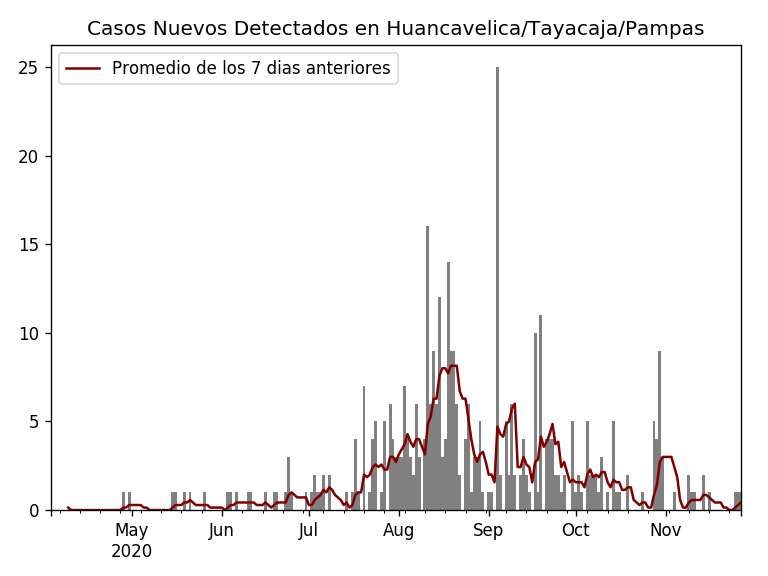 Casos Nuevos Detectados en Huancavelica/Tayacaja/Pampas
Promedio de los 7 dias anteriores
25
20
15
10
5
0
May Jun Jul Aug Sep Oct Nov
2020